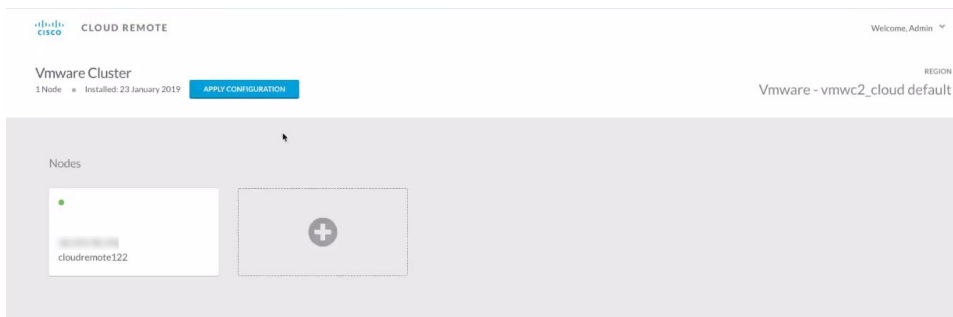 CISCO CLOUD REMOTE
Welcome, Admin
Vmware Cluster
1 Node Installed: 23 January 2019 APPLY CONFIGURATION
REGION
Vmware - vmwc2_cloud default
Nodes
cloudremote122